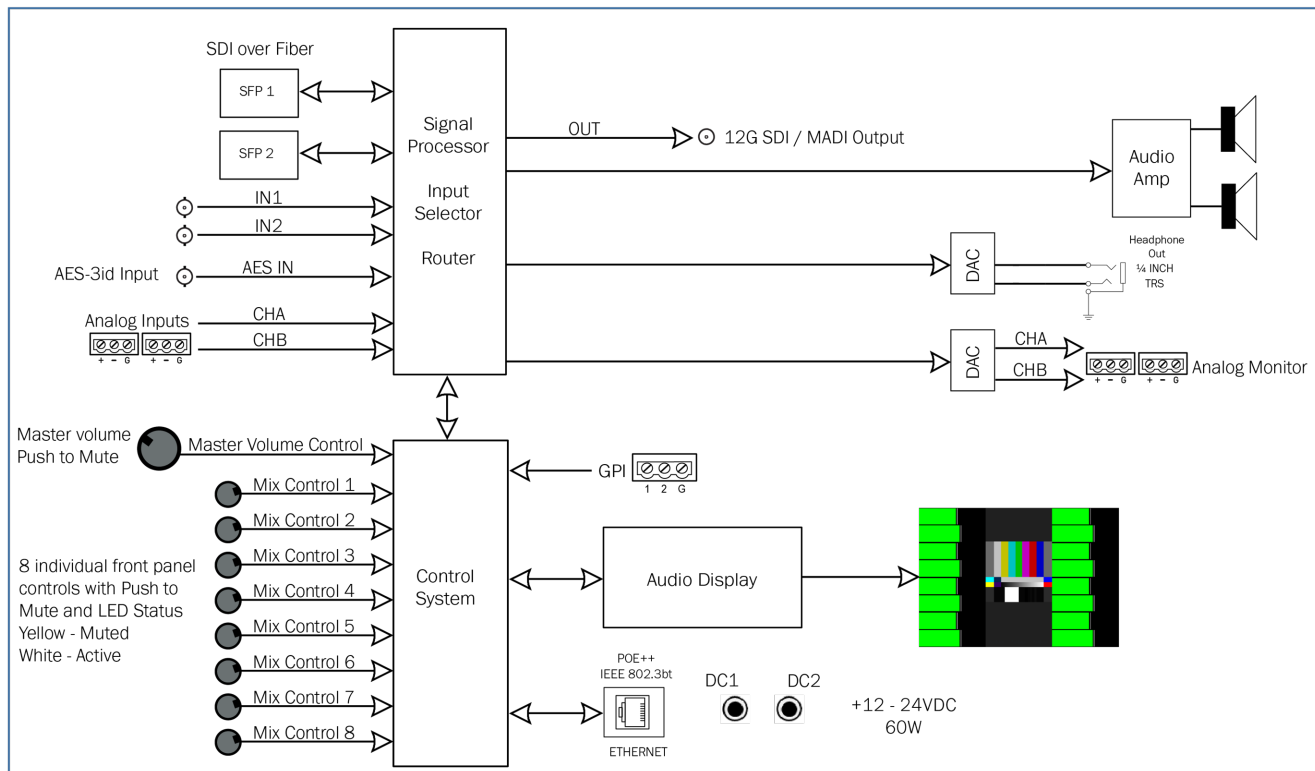 SDI over Fiber
SFP 1
SFP 2
IN1
IN2
AES-3id Input
AES IN
Analog Inputs
CHA
CHB
+ − G
+ − G
Signal
Processor
Input
Selector
Router
OUT
12G SDI / MADI Output
Audio
Amp
DAC
Headphone
Out
¼ INCH
TRS
DAC
CHA
CHB
+ − G
+ − G
Analog Monitor
Master volume
Push to Mute
Master Volume Control
Mix Control 1
Mix Control 2
Mix Control 3
Mix Control 4
Mix Control 5
Mix Control 6
Mix Control 7
Mix Control 8
8 individual front panel
controls with Push to
Mute and LED Status
Yellow - Muted
White - Active
Control
System
GPI
1 2 G
Audio Display
POE++
IEEE 802.3bt
ETHERNET
DC1
DC2
+12 - 24VDC
60W